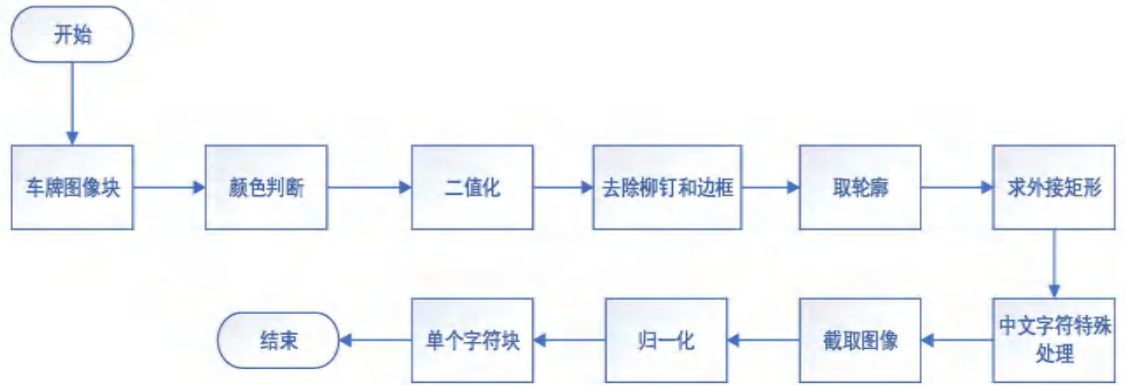 开始
车牌图像块
颜色判断
二值化
去除柳钉和边框
取轮廓
求外接矩形
中文字符特殊
处理
截取图像
归一化
单个字符块
结束